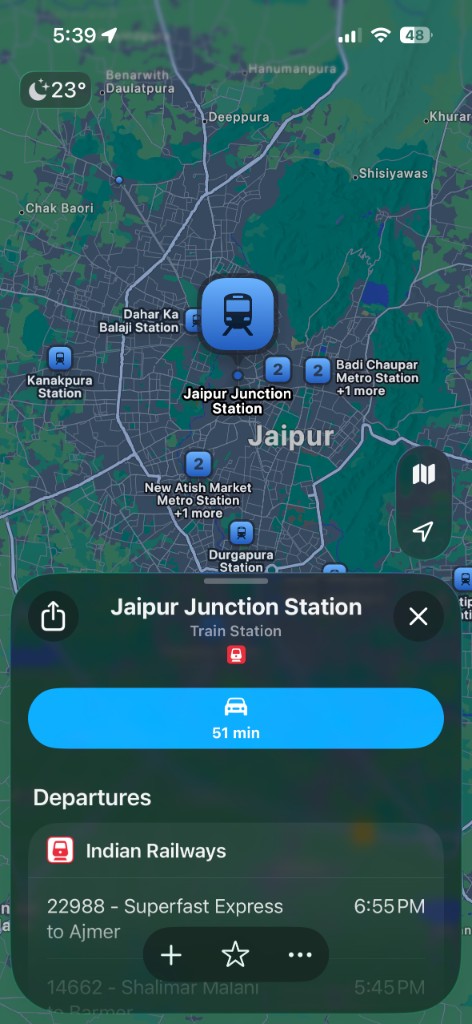 5:39
48
23°
Benarwith
Daulatpura
Hanumanpura
Deeppura
Khurar
Shisiyawas
Chak Baori
Dahar Ka
Balaji Station
Kanakpura
Station
2
2
Badi Chaupar
Metro Station
+1 more
Jaipur Junction
Station
Jaipur
2
New Atish Market
Metro Station
+1 more
Durgapura
Station
Jaipur Junction Station
Train Station
51 min
Departures
Indian Railways
22988 - Superfast Express
to Ajmer
6:55 PM
14662 - Shalimar Malani
to Barmer
5:45 PM